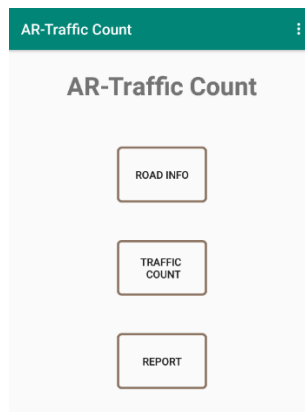 AR-Traffic Count
AR-Traffic Count
ROAD INFO
TRAFFIC
COUNT
REPORT